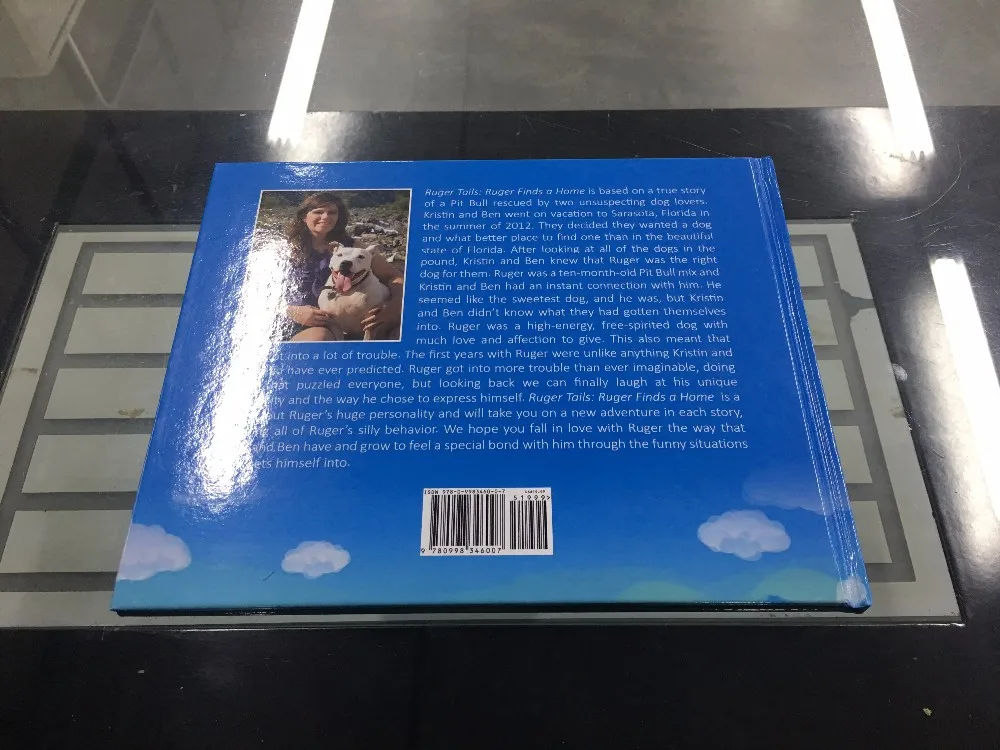 Ruger Tails: Ruger Finds a Home is based on a true story
of a Pit Bull rescued by two unsuspecting dog lovers.
Kristin and Ben went on vacation to Sarasota, Florida in
the summer of 2012. They decided they wanted a dog
and what better place to find one than in the beautiful
state of Florida. After looking at all of the dogs in the
pound, Kristin and Ben knew that Ruger was the right
dog for them. Ruger was a ten-month-old Pit Bull mix and
Kristin and Ben had an instant connection with him. He
seemed like the sweetest dog, and he was, but Kristin
and Ben didn't know what they had gotten themselves
into. Ruger was a high-energy, free-spirited dog with
much love and affection to give. This also meant that
into a lot of trouble. The first years with Ruger were unlike anything Kristin and
have ever predicted. Ruger got into more trouble than ever imaginable, doing
puzzled everyone, but looking back we can finally laugh at his unique
and the way he chose to express himself. Ruger Tails: Ruger Finds a Home is a
Ruger's huge personality and will take you on a new adventure in each story,
all of Ruger's silly behavior. We hope you fall in love with Ruger the way that
and Ben have and grow to feel a special bond with him through the funny situations
himself into.
ISBN 978-0-9983460-0-7
51999>
9 780998 346007